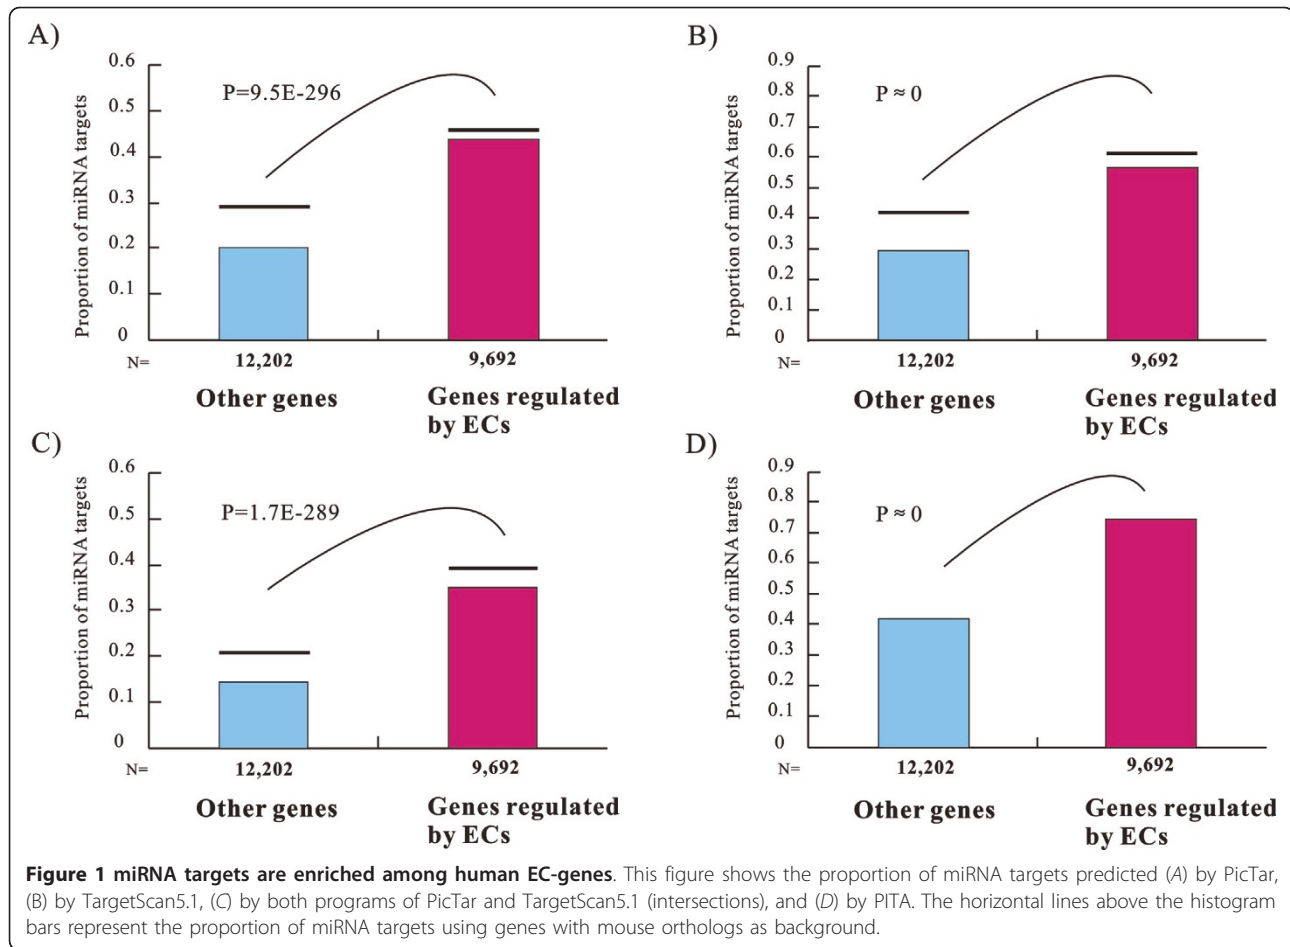 A)
Proportion of miRNA targets
0.6
0.5
0.4
0.3
0.2
0.1
0
P=9.5E-296
N=
12,202
9,692
Other genes
Genes regulated
by ECs
B)
Proportion of miRNA targets
0.9
0.8
0.7
0.6
0.5
0.4
0.3
0.2
0.1
0
P ≈ 0
N=
12,202
9,692
Other genes
Genes regulated
by ECs
C)
Proportion of miRNA targets
0.6
0.5
0.4
0.3
0.2
0.1
0
P=1.7E-289
N=
12,202
9,692
Other genes
Genes regulated
by ECs
D)
Proportion of miRNA targets
0.9
0.8
0.7
0.6
0.5
0.4
0.3
0.2
0.1
0
P ≈ 0
N=
12,202
9,692
Other genes
Genes regulated
by ECs
Figure 1 miRNA targets are enriched among human EC-genes. This figure shows the proportion of miRNA targets predicted (A) by PicTar,
(B) by TargetScan5.1, (C) by both programs of PicTar and TargetScan5.1 (intersections), and (D) by PITA. The horizontal lines above the histogram
bars represent the proportion of miRNA targets using genes with mouse orthologs as background.